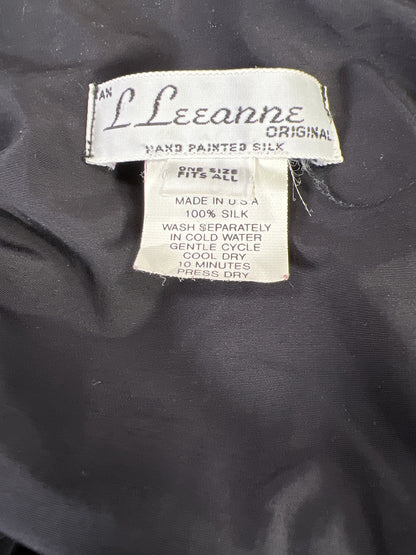 AN
L Leeanne
ORIGINAL
HAND PAINTED SILK
ONE SIZE
FITS ALL
MADE IN U S A
100% SILK
WASH SEPARATELY
IN COLD WATER
GENTLE CYCLE
COOL DRY
10 MINUTES
PRESS DRY